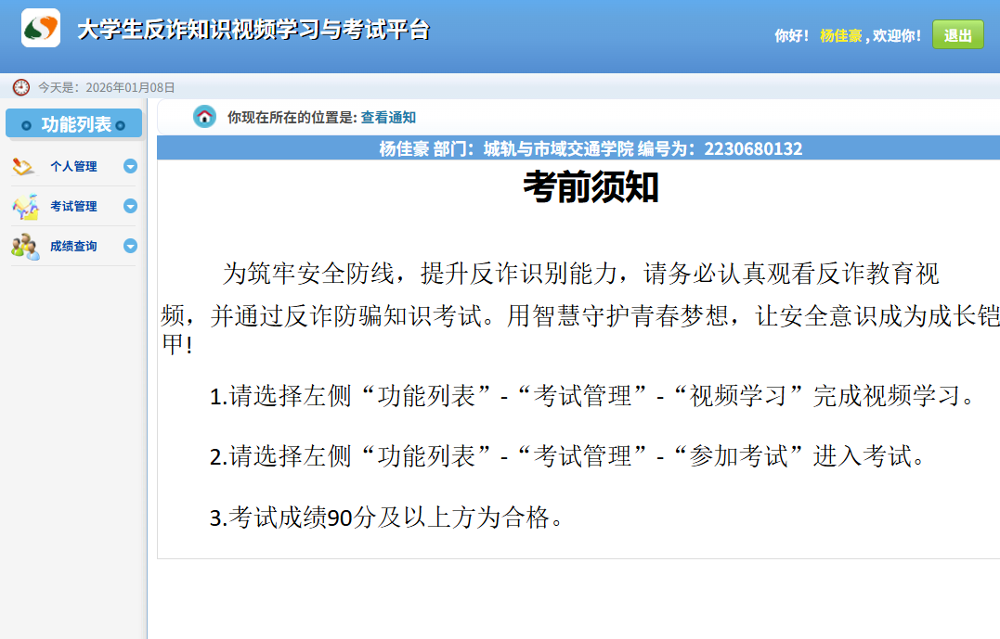 大学生反诈知识视频学习与考试平台
你好！ 杨佳豪 , 欢迎你! 退出
今天是：2026年01月08日
功能列表
个人管理
考试管理
成绩查询
你现在所在的位置是: 查看通知
杨佳豪 部门：城轨与市域交通学院 编号为：2230680132
考前须知
为筑牢安全防线，提升反诈识别能力，请务必认真观看反诈教育视
频，并通过反诈防骗知识考试。用智慧守护青春梦想，让安全意识成为成长铠
甲!
1.请选择左侧“功能列表”-“考试管理”-“视频学习”完成视频学习。
2.请选择左侧“功能列表”-“考试管理”-“参加考试”进入考试。
3.考试成绩90分及以上方为合格。